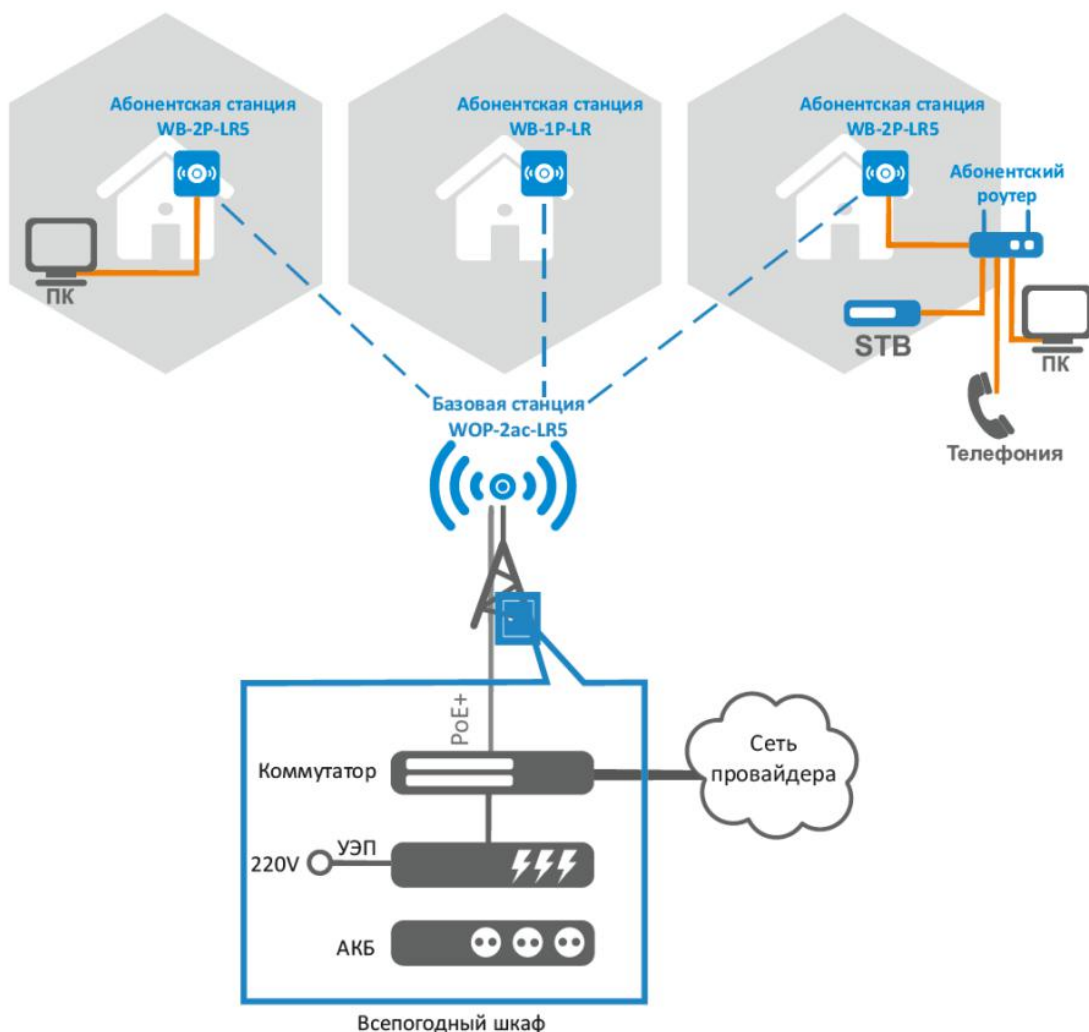 Абонентская станция
WB-2P-LR5
Абонентская станция
WB-1P-LR
Абонентская станция
WB-2P-LR5
Абонентский
роутер
ПК
STB
ПК
Телефония
Базовая станция
WOP-2ac-LR5
PoE+
Коммутатор
Сеть
провайдера
УЭП
220V
АКБ
Всепогодный шкаф